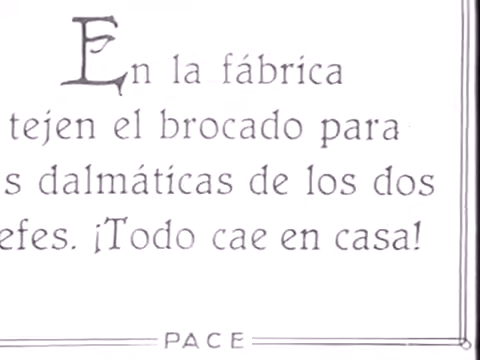 En la fábrica
tejen el brocado para
s dalmáticas de los dos
efes. ¡Todo cae en casa!
PACE